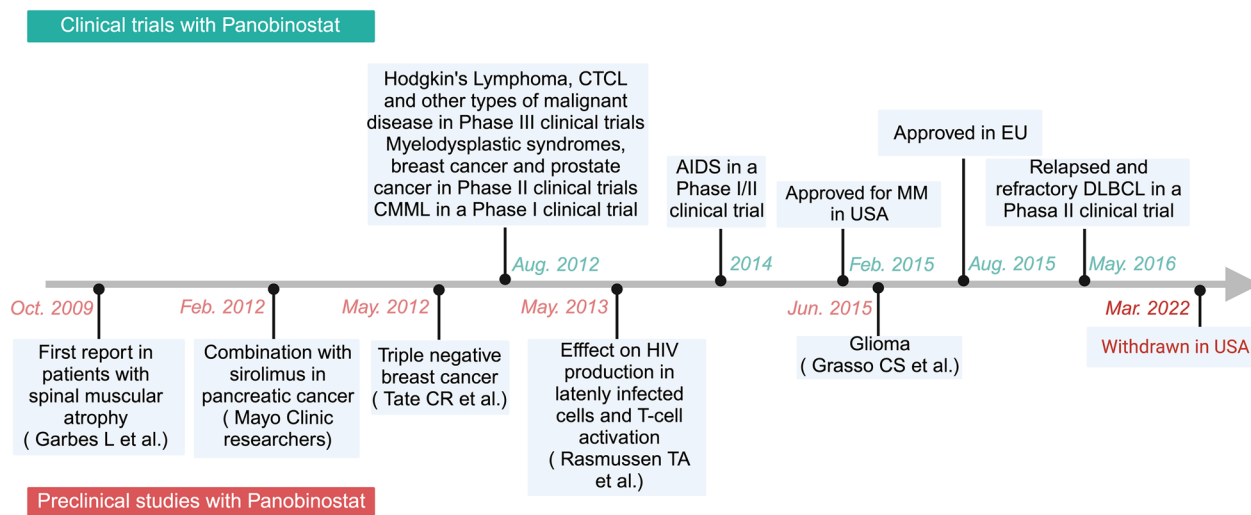 Clinical trials with Panobinostat
Hodgkin's Lymphoma, CTCL
and other types of malignant
disease in Phase III clinical trials
Myelodysplastic syndromes,
breast cancer and prostate
cancer in Phase II clinical trials
CMML in a Phase I clinical trial
AIDS in a
Phase I/II
clinical trial
Approved for MM
in USA
Approved in EU
Relapsed and
refractory DLBCL in a
Phasa II clinical trial
Aug. 2012
2014
Feb. 2015
Aug. 2015
May. 2016
Oct. 2009
Feb. 2012
May. 2012
May. 2013
Jun. 2015
Mar. 2022
First report in
patients with
spinal muscular
atrophy
( Garbes L et al.)
Combination with
sirolimus in
pancreatic cancer
( Mayo Clinic
researchers)
Triple negative
breast cancer
( Tate CR et al.)
Efffect on HIV
production in
latenly infected
cells and T-cell
activation
( Rasmussen TA
et al.)
Glioma
( Grasso CS et al.)
Withdrawn in USA
Preclinical studies with Panobinostat